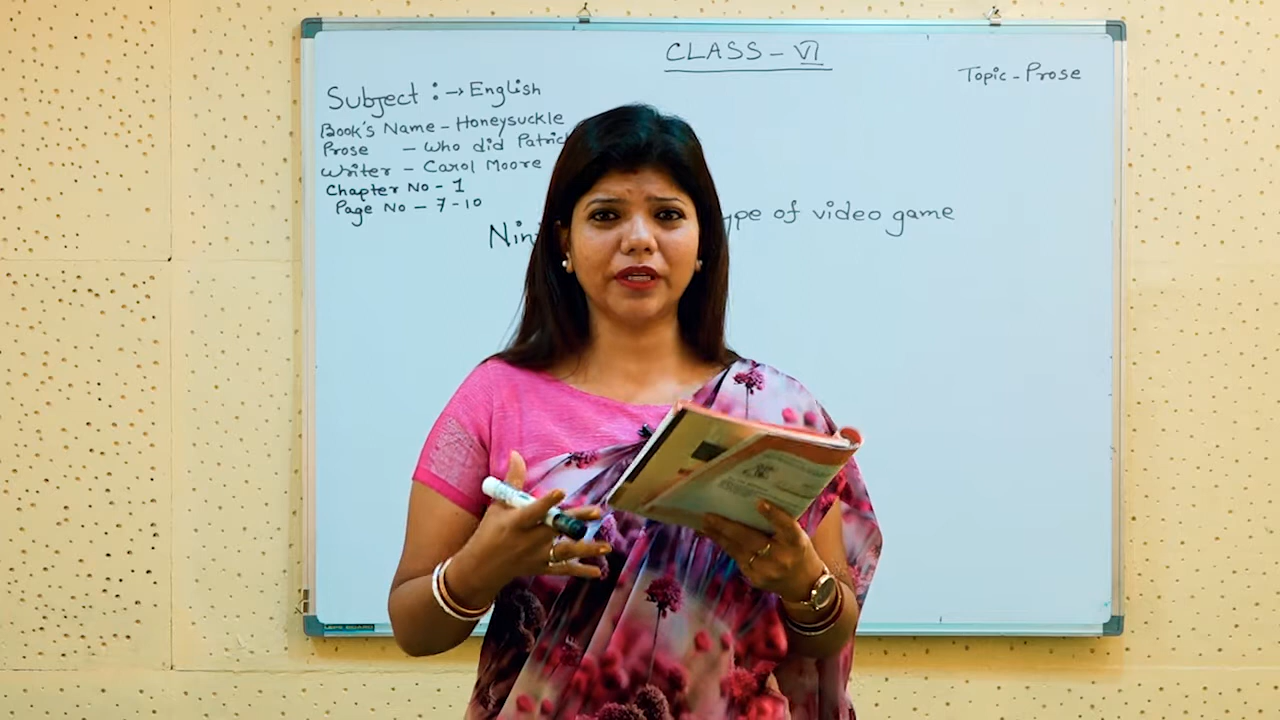 CLASS - VI
Topic - Prose
Subject : → English
Book's Name - Honeysuckle
Prose - Who did Patric
Writer - Carol Moore
Chapter No - 1
Page No - 7-10
Nin ype of video game